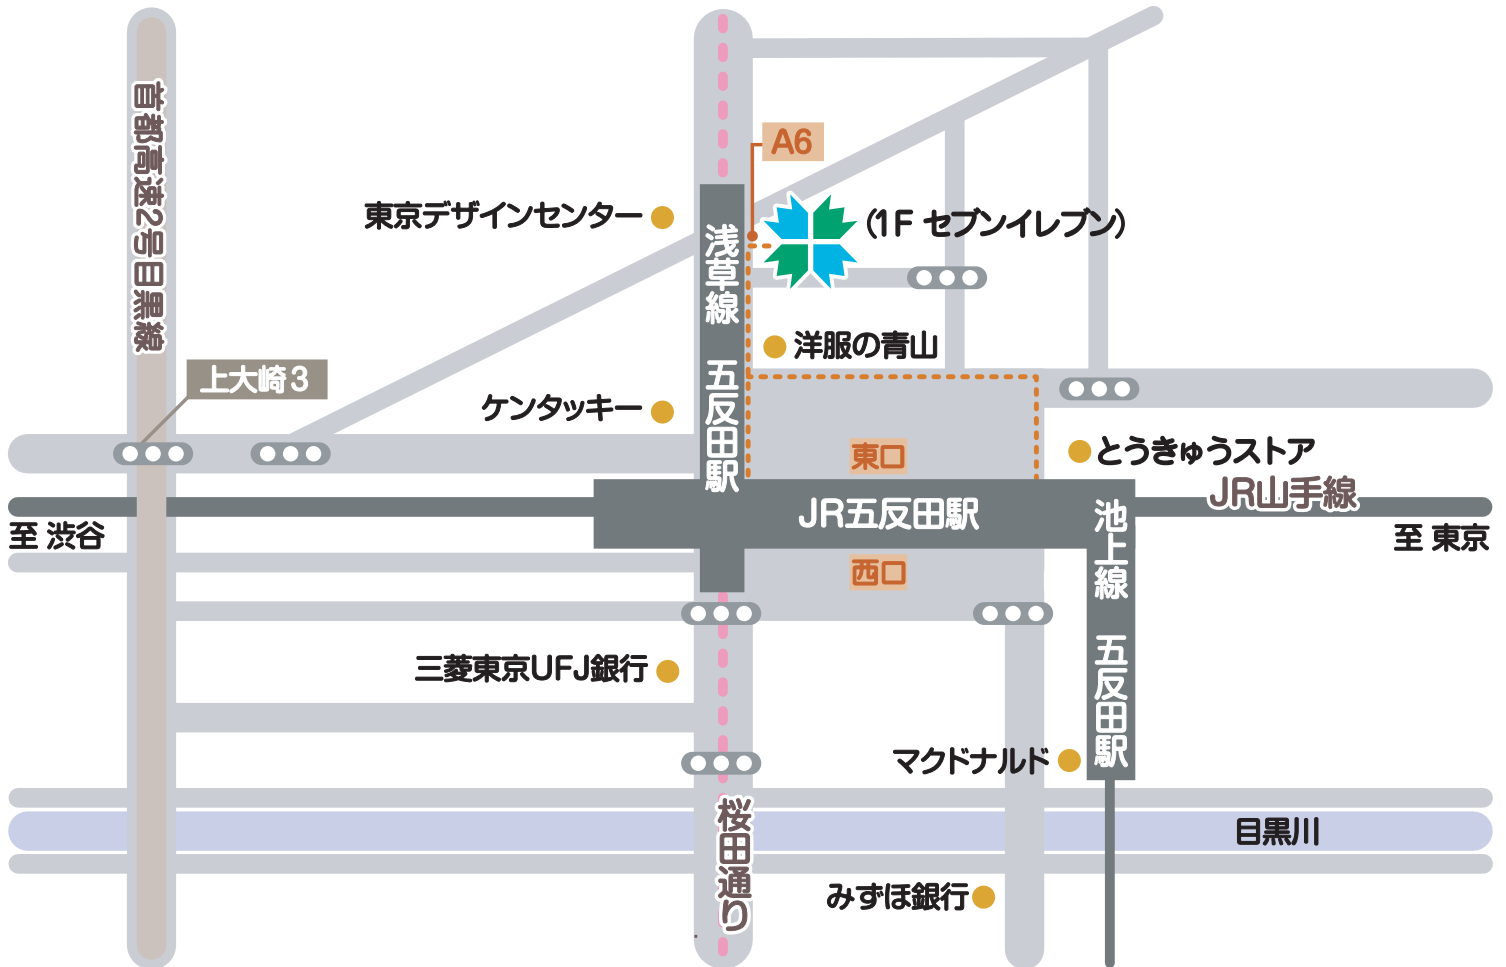 首都高速2号目黒線
A6
東京デザインセンター
(1F セブンイレブン)
浅草線 五反田駅
洋服の青山
上大崎3
ケンタッキー
東口
とうきゅうストア
JR山手線
JR五反田駅
至 渋谷
至 東京
池上線 五反田駅
西口
三菱東京UFJ銀行
マクドナルド
桜田通り
目黒川
みずほ銀行